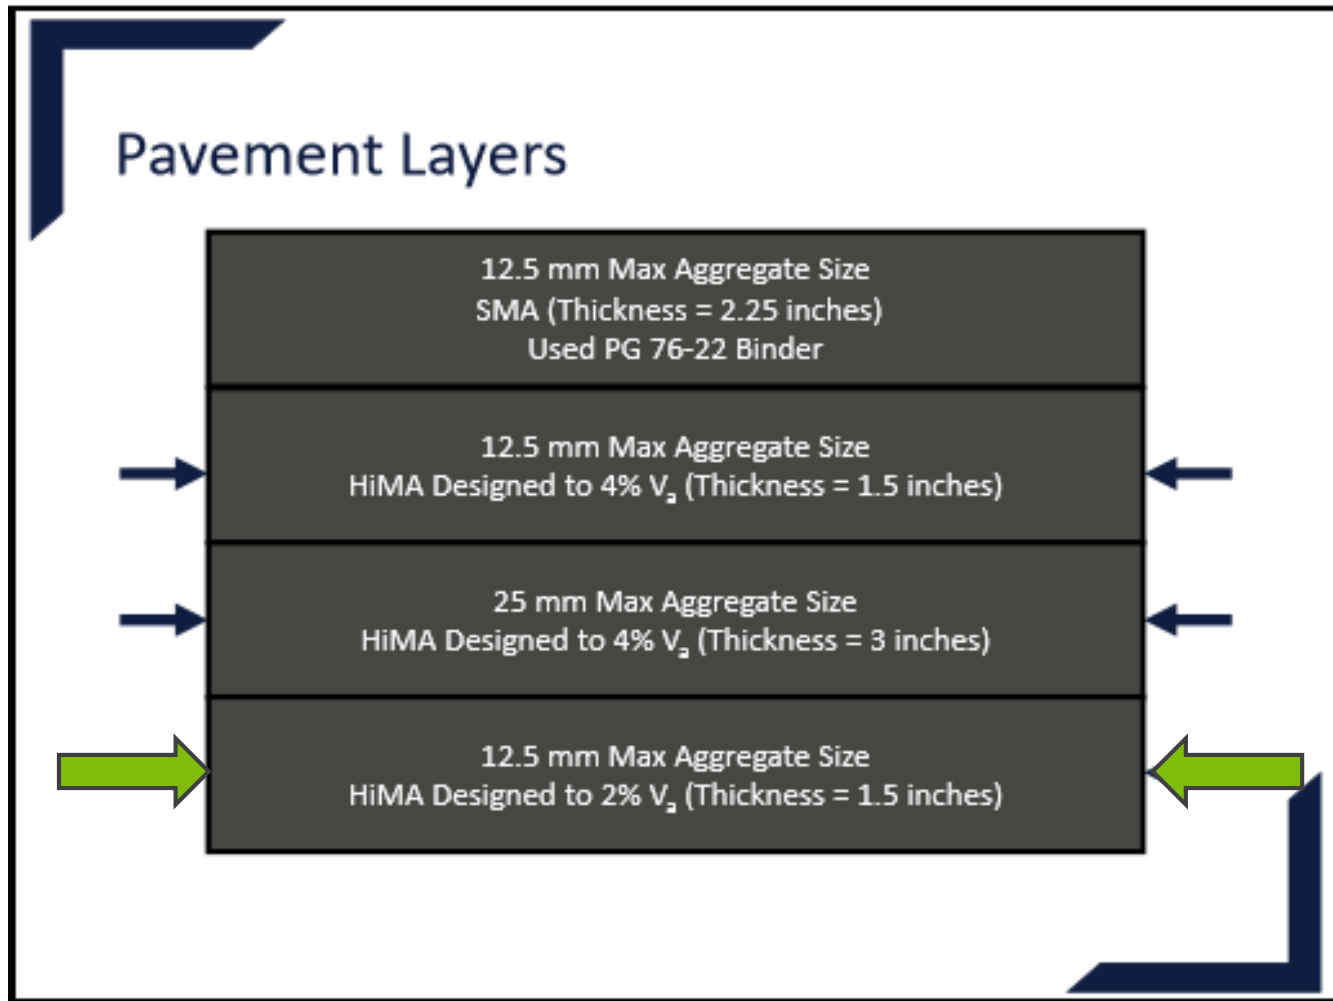 Pavement Layers
12.5 mm Max Aggregate Size
SMA (Thickness = 2.25 inches)
Used PG 76-22 Binder
12.5 mm Max Aggregate Size
HiMA Designed to 4% Vₐ (Thickness = 1.5 inches)
25 mm Max Aggregate Size
HiMA Designed to 4% Vₐ (Thickness = 3 inches)
12.5 mm Max Aggregate Size
HiMA Designed to 2% Vₐ (Thickness = 1.5 inches)